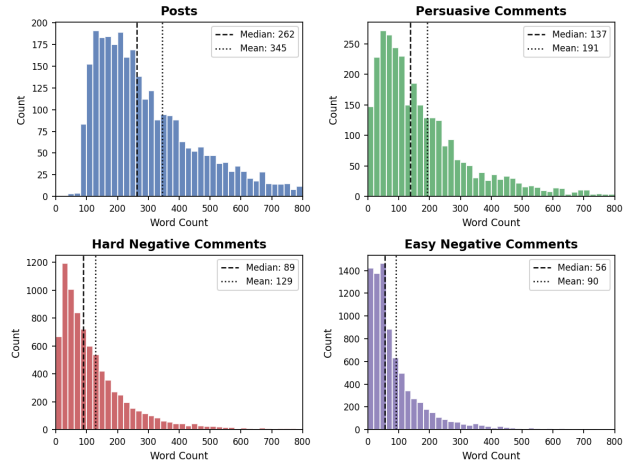 Posts
Median: 262
Mean: 345
Count
200
175
150
125
100
75
50
25
0
0 100 200 300 400 500 600 700 800
Word Count
Persuasive Comments
Median: 137
Mean: 191
Count
250
200
150
100
50
0
0 100 200 300 400 500 600 700 800
Word Count
Hard Negative Comments
Median: 89
Mean: 129
Count
1200
1000
800
600
400
200
0
0 100 200 300 400 500 600 700 800
Word Count
Easy Negative Comments
Median: 56
Mean: 90
Count
1400
1200
1000
800
600
400
200
0
0 100 200 300 400 500 600 700 800
Word Count